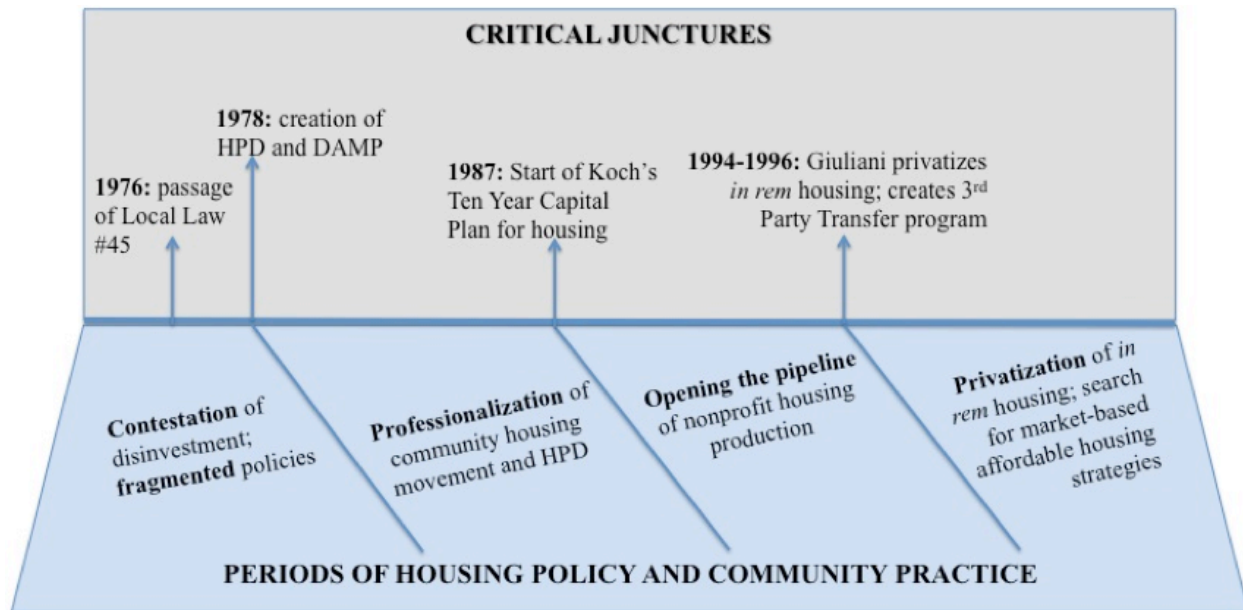 CRITICAL JUNCTURES
1976: passage
of Local Law
#45
1978: creation of
HPD and DAMP
1987: Start of Koch's
Ten Year Capital
Plan for housing
1994-1996: Giuliani privatizes
in rem housing; creates 3rd
Party Transfer program
Contestation of
disinvestment;
fragmented policies
Professionalization of
community housing
movement and HPD
Opening the pipeline
of nonprofit housing
production
Privatization of in
rem housing; search
for market-based
affordable housing
strategies
PERIODS OF HOUSING POLICY AND COMMUNITY PRACTICE